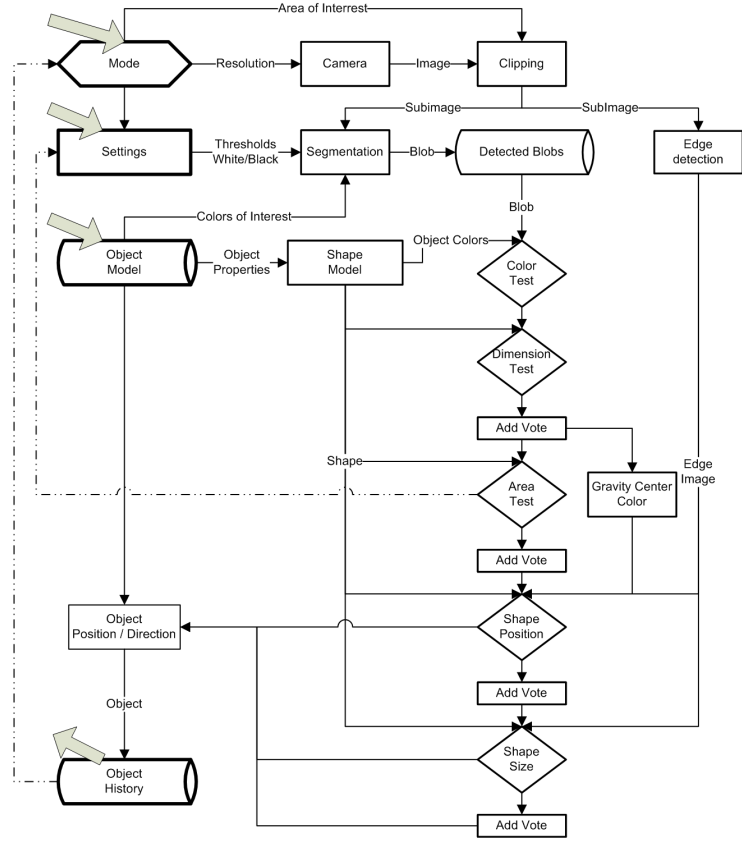 Area of Interrest
Mode
Resolution
Camera
Image
Clipping
Subimage
SubImage
Settings
Thresholds
White/Black
Segmentation
Blob
Detected Blobs
Edge
detection
Colors of Interest
Blob
Object
Model
Object
Properties
Shape
Model
Object Colors
Color
Test
Dimension
Test
Add Vote
Shape
Area
Test
Gravity Center
Color
Edge
Image
Add Vote
Object
Position / Direction
Shape
Position
Object
Add Vote
Object
History
Shape
Size
Add Vote